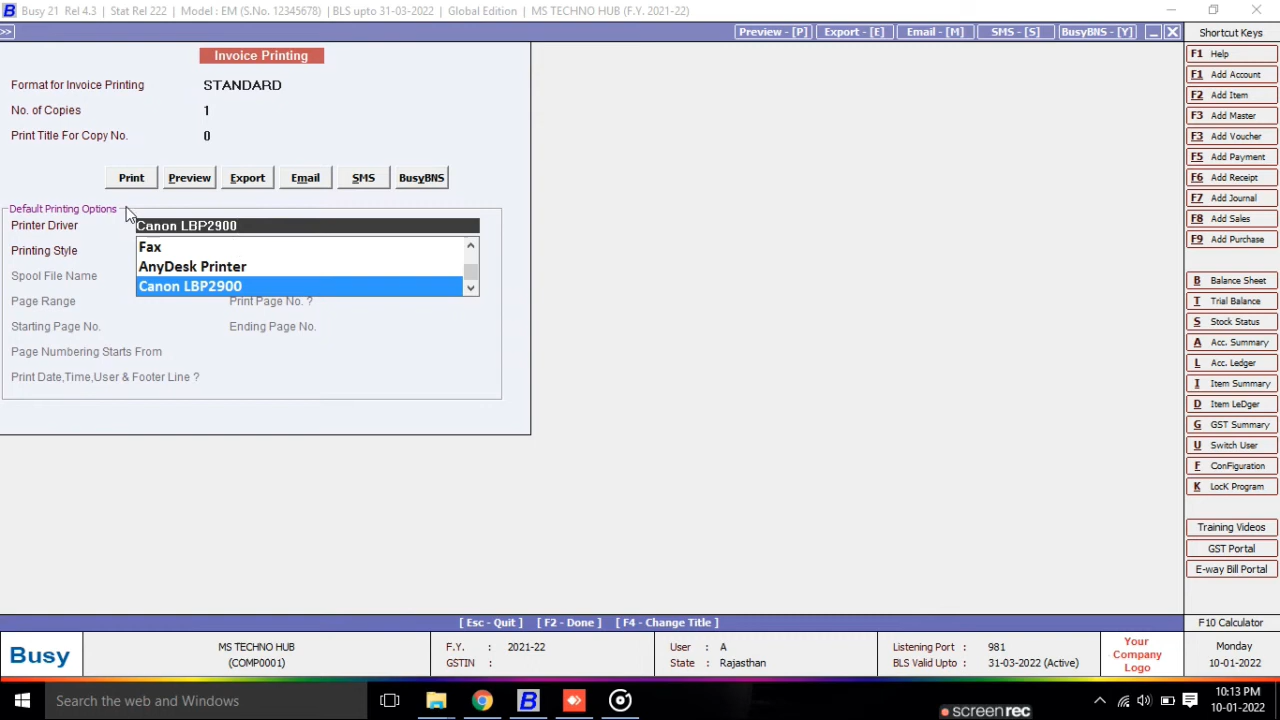 Busy 21 Rel 4.3 | Stat Rel 222 | Model : EM (S.No. 12345678) | BLS upto 31-03-2022 | Global Edition | MS TECHNO HUB (F.Y. 2021-22)
>> Preview - [P] Export - [E] Email - [M] SMS - [S] BusyBNS - [Y]
Invoice Printing
Format for Invoice Printing STANDARD
No. of Copies 1
Print Title For Copy No. 0
Print Preview Export Email SMS BusyBNS
Default Printing Options
Printer Driver Canon LBP2900
Fax
Printing Style
AnyDesk Printer
Spool File Name
Canon LBP2900
Page Range Print Page No. ?
Starting Page No. Ending Page No.
Page Numbering Starts From
Print Date,Time,User & Footer Line ?
Shortcut Keys
F1 Help
F1 Add Account
F2 Add Item
F3 Add Master
F3 Add Voucher
F5 Add Payment
F6 Add Receipt
F7 Add Journal
F8 Add Sales
F9 Add Purchase
B Balance Sheet
T Trial Balance
S Stock Status
A Acc. Summary
L Acc. Ledger
I Item Summary
D Item LeDger
G GST Summary
U Switch User
F ConFiguration
K LocK Program
Training Videos
GST Portal
E-way Bill Portal
[ Esc - Quit ] [ F2 - Done ] [ F4 - Change Title ]
F10 Calculator
Busy
MS TECHNO HUB
(COMP0001)
F.Y. : 2021-22
GSTIN :
User : A
State : Rajasthan
Listening Port : 981
BLS Valid Upto : 31-03-2022 (Active)
Your
Company
Logo
Monday
10-01-2022
Search the web and Windows
B
screenrec
10:13 PM
10-01-2022